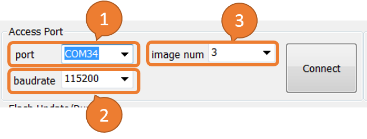 1
3
Access Port
port COM34 image num 3
Connect
baudrate 115200
2